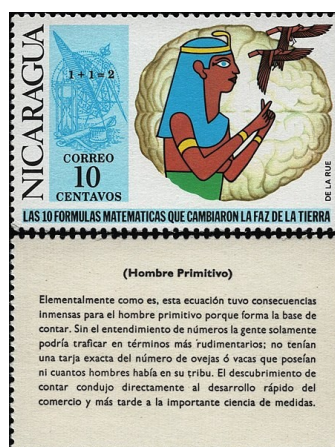 NICARAGUA
1 + 1 = 2
CORREO
10
CENTAVOS
DE LA RUE
LAS 10 FORMULAS MATEMATICAS QUE CAMBIARON LA FAZ DE LA TIERRA
(Hombre Primitivo)
Elementalmente como es, esta ecuación tuvo consecuencias
inmensas para el hombre primitivo porque forma la base de
contar. Sin el entendimiento de números la gente solamente
podría traficar en términos más rudimentarios; no tenían
una tarja exacta del número de ovejas ó vacas que poseían
ni cuantos hombres había en su tribu. El descubrimiento de
contar condujo directamente al desarrollo rápido del
comercio y más tarde a la importante ciencia de medidas.